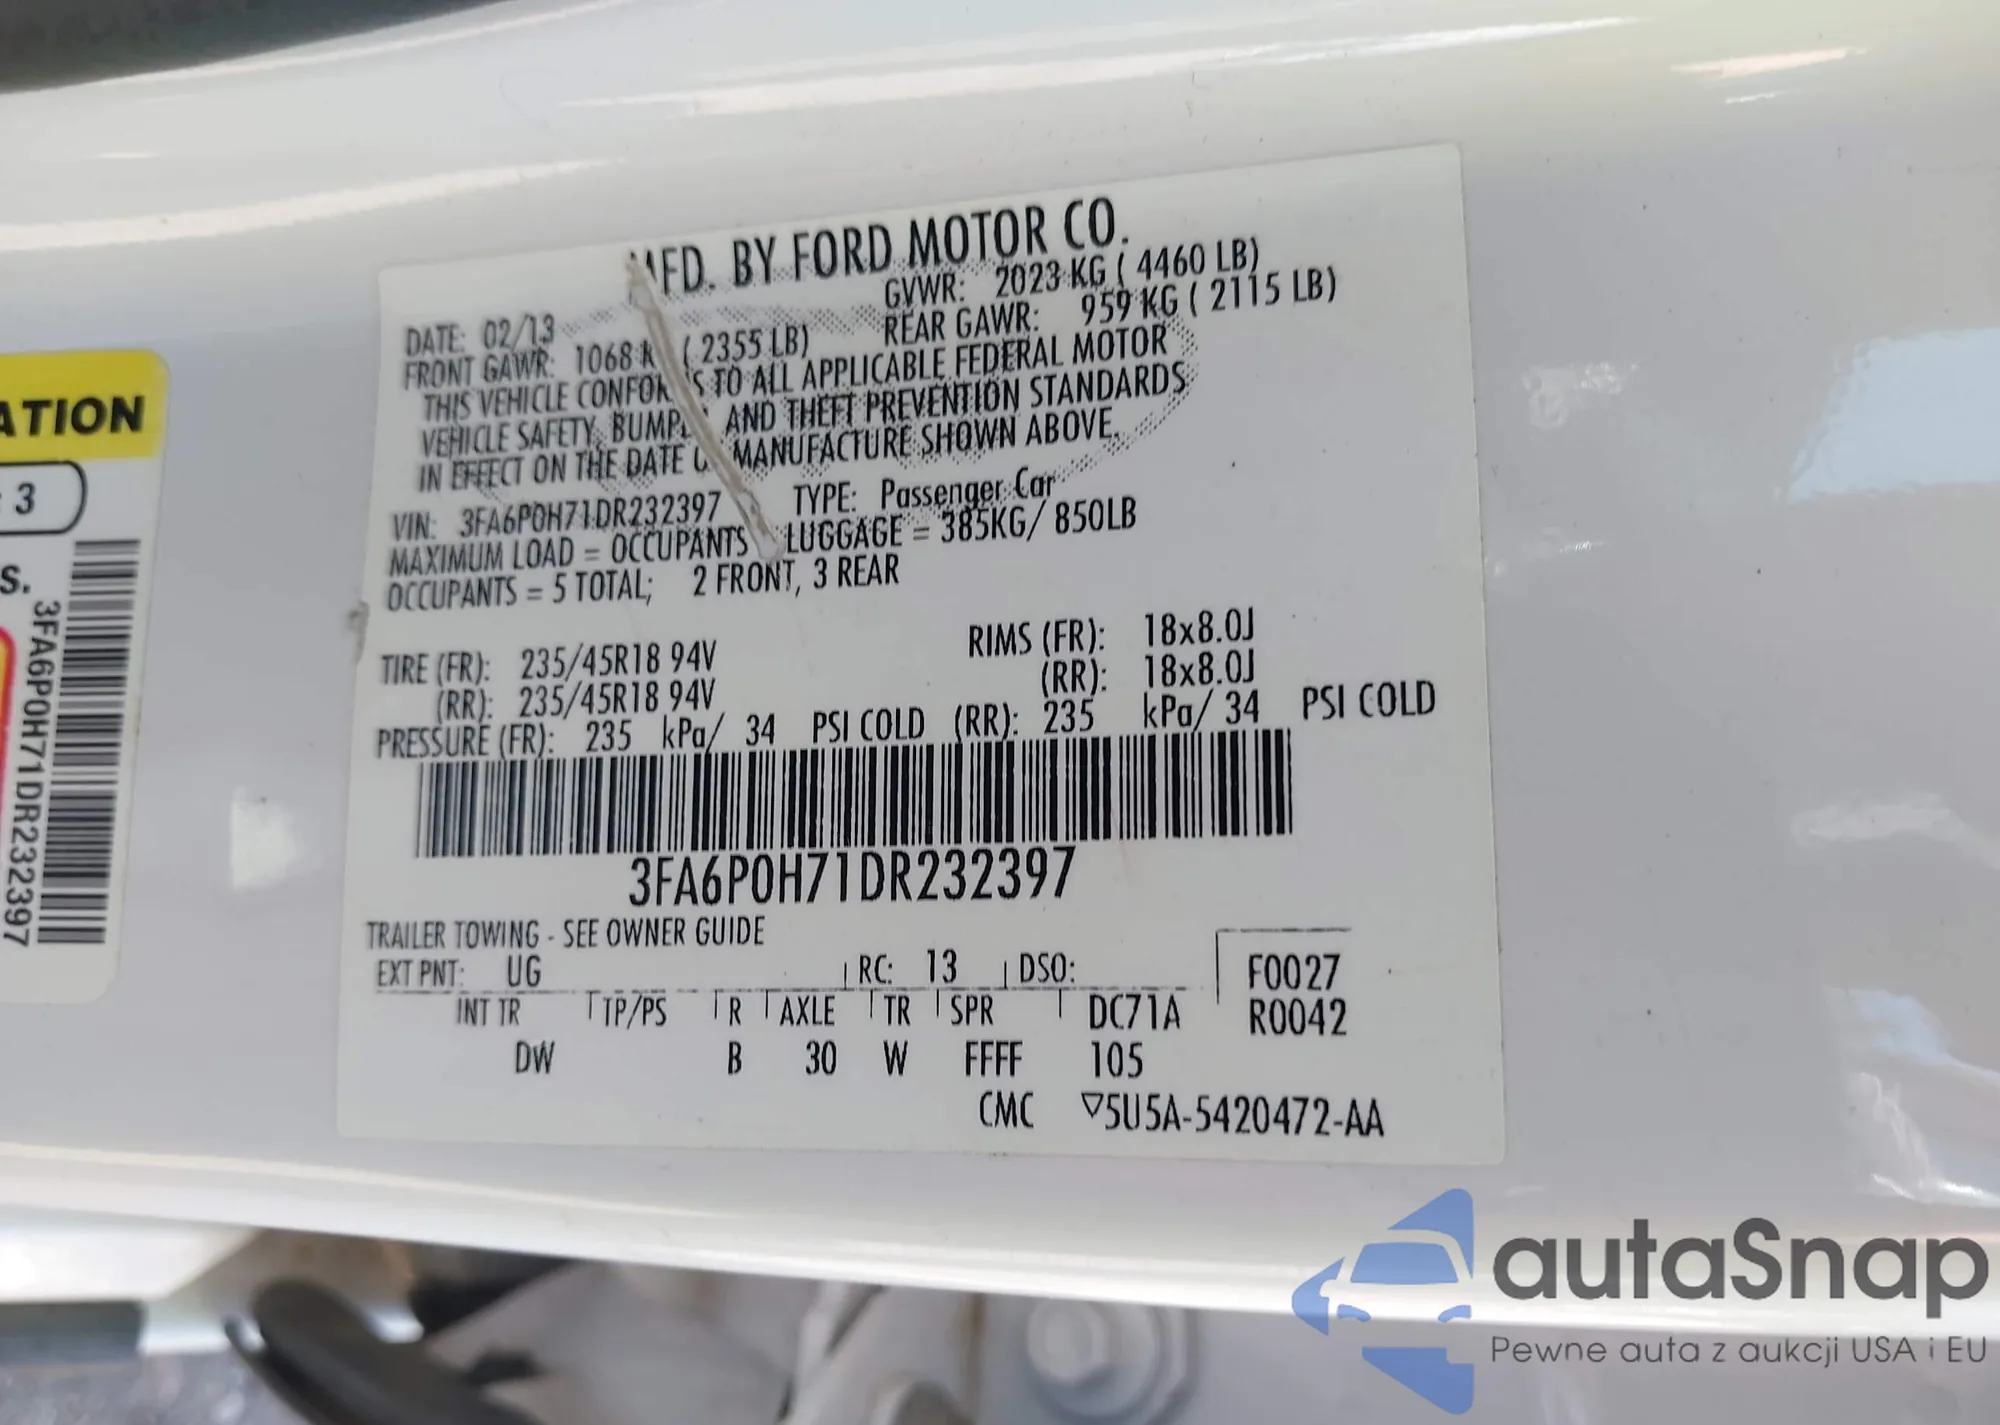 MFD. BY FORD MOTOR CO.
DATE: 02/13 GVWR: 2023 KG ( 4460 LB)
FRONT GAWR: 1068 K ( 2355 LB) REAR GAWR: 959 KG ( 2115 LB)
THIS VEHICLE CONFORMS TO ALL APPLICABLE FEDERAL MOTOR
VEHICLE SAFETY, BUMPER AND THEFT PREVENTION STANDARDS
IN EFFECT ON THE DATE OF MANUFACTURE SHOWN ABOVE.
VIN: 3FA6P0H71DR232397 TYPE: Passenger Car
MAXIMUM LOAD = OCCUPANTS LUGGAGE = 385KG/ 850LB
OCCUPANTS = 5 TOTAL; 2 FRONT, 3 REAR
TIRE (FR): 235/45R18 94V RIMS (FR): 18x8.0J
(RR): 235/45R18 94V (RR): 18x8.0J
PRESSURE (FR): 235 kPa/ 34 PSI COLD (RR): 235 kPa/ 34 PSI COLD
3FA6P0H71DR232397
TRAILER TOWING - SEE OWNER GUIDE
EXT PNT: UG RC: 13 DSO: F0027
INT TR TP/PS R AXLE TR SPR DC71A R0042
DW B 30 W FFFF 105
CMC ▽5U5A-5420472-AA
ATION
3
S.
3FA6P0H71DR232397
autaSnap
Pewne auta z aukcji USA i EU